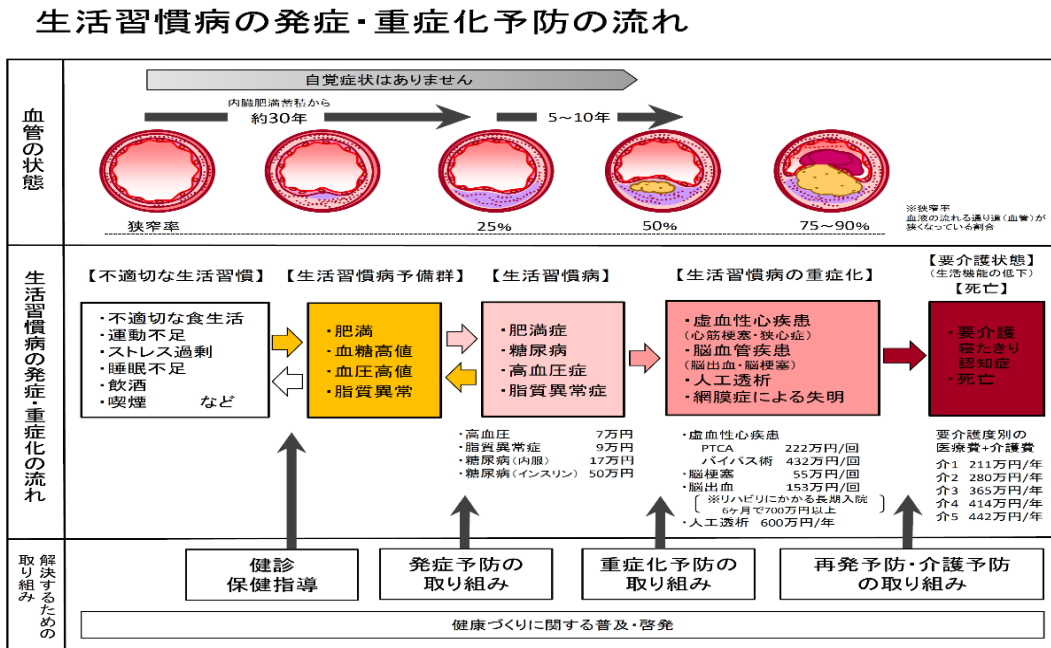 生活習慣病の発症・重症化予防の流れ
血管の状態
自覚症状はありません
内臓肥満蓄積から
約30年
5～10年
狭窄率
25%
50%
75～90%
※狭窄率
血液の流れる通り道(血管)が
狭くなっている割合
生活習慣病の発症・重症化の流れ
【不適切な生活習慣】
・不適切な食生活
・運動不足
・ストレス過剰
・睡眠不足
・飲酒
・喫煙 など
【生活習慣病予備群】
・肥満
・血糖高値
・血圧高値
・脂質異常
【生活習慣病】
・肥満症
・糖尿病
・高血圧症
・脂質異常症
・高血圧 7万円
・脂質異常症 9万円
・糖尿病(内服) 17万円
・糖尿病(インスリン) 50万円
【生活習慣病の重症化】
・虚血性心疾患
(心筋梗塞・狭心症)
・脳血管疾患
(脳出血・脳梗塞)
・人工透析
・網膜症による失明
・虚血性心疾患
PTCA 222万円/回
バイパス術 432万円/回
・脳梗塞 55万円/回
・脳出血 153万円/回
※リハビリにかかる長期入院
6ヶ月で700万円以上
・人工透析 600万円/年
【要介護状態】
(生活機能の低下)
【死亡】
・要介護
寝たきり
認知症
・死亡
要介護度別の
医療費+介護費
介1 211万円/年
介2 280万円/年
介3 365万円/年
介4 414万円/年
介5 442万円/年
解決するための
取り組み
健診
保健指導
発症予防の
取り組み
重症化予防の
取り組み
再発予防・介護予防
の取り組み
健康づくりに関する普及・啓発